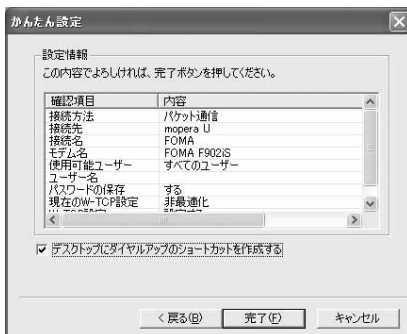 かんたん設定
設定情報
この内容でよろしければ、完了ボタンを押してください。
確認項目 内容
接続方法 パケット通信
接続先 mopera U
接続名 FOMA
モデム名 FOMA F902iS
使用可能ユーザー すべてのユーザー
ユーザー名
パスワードの保存 する
現在のW-TCP設定 非最適化
デスクトップにダイヤルアップのショートカットを作成する
< 戻る(B) 完了(F) キャンセル